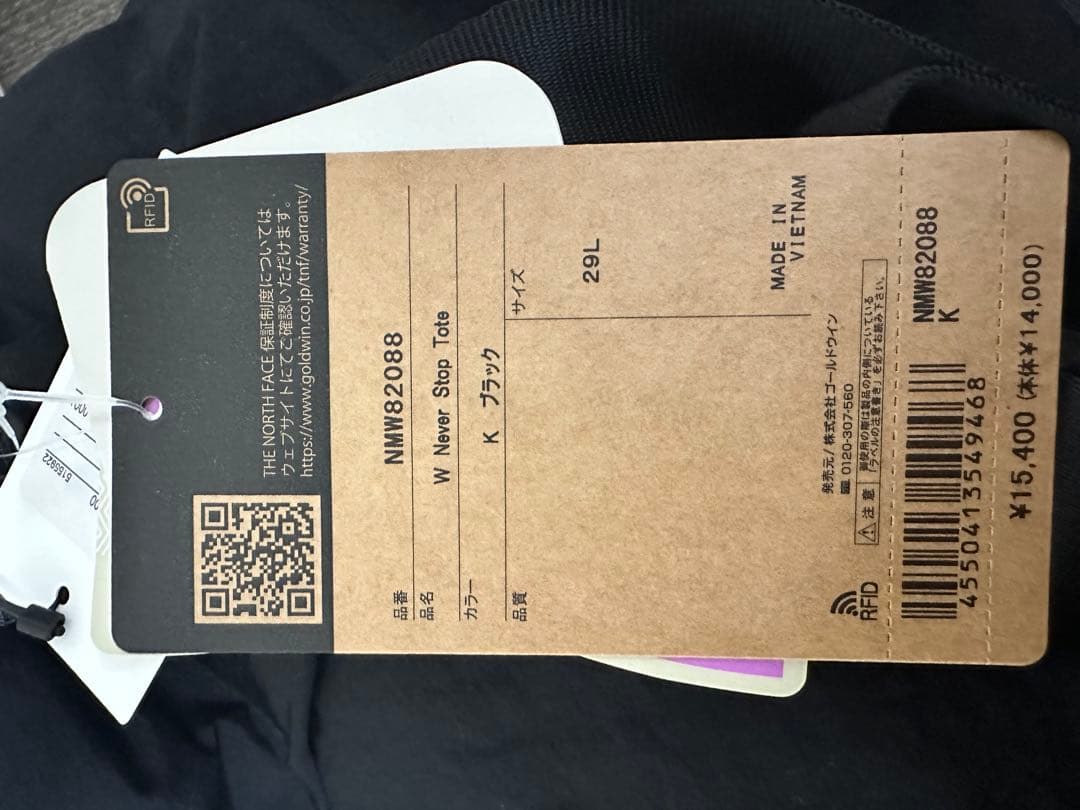 RFID
THE NORTH FACE 保証制度については
ウェブサイトにてご確認いただけます。
https://www.goldwin.co.jp/tnf/warranty/
品番 NMW82088
品名 W Never Stop Tote
カラー K ブラック
品質 サイズ
29L
MADE IN
VIETNAM
発売元/株式会社ゴールドウイン
0120-307-560
注意 御使用の際は製品の内側についている
「ラベルの注意書き」を必ずお読み下さい。
RFID
NMW82088
K
4550413549468
¥15,400 (本体¥14,000)
5155922